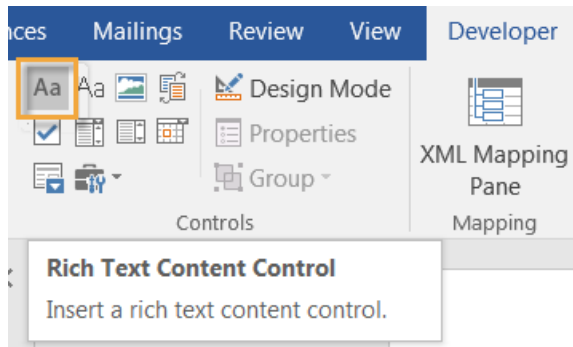 nces Mailings Review View Developer
Aa Aa Design Mode
Properties
Group
XML Mapping
Pane
Controls Mapping
Rich Text Content Control
Insert a rich text content control.